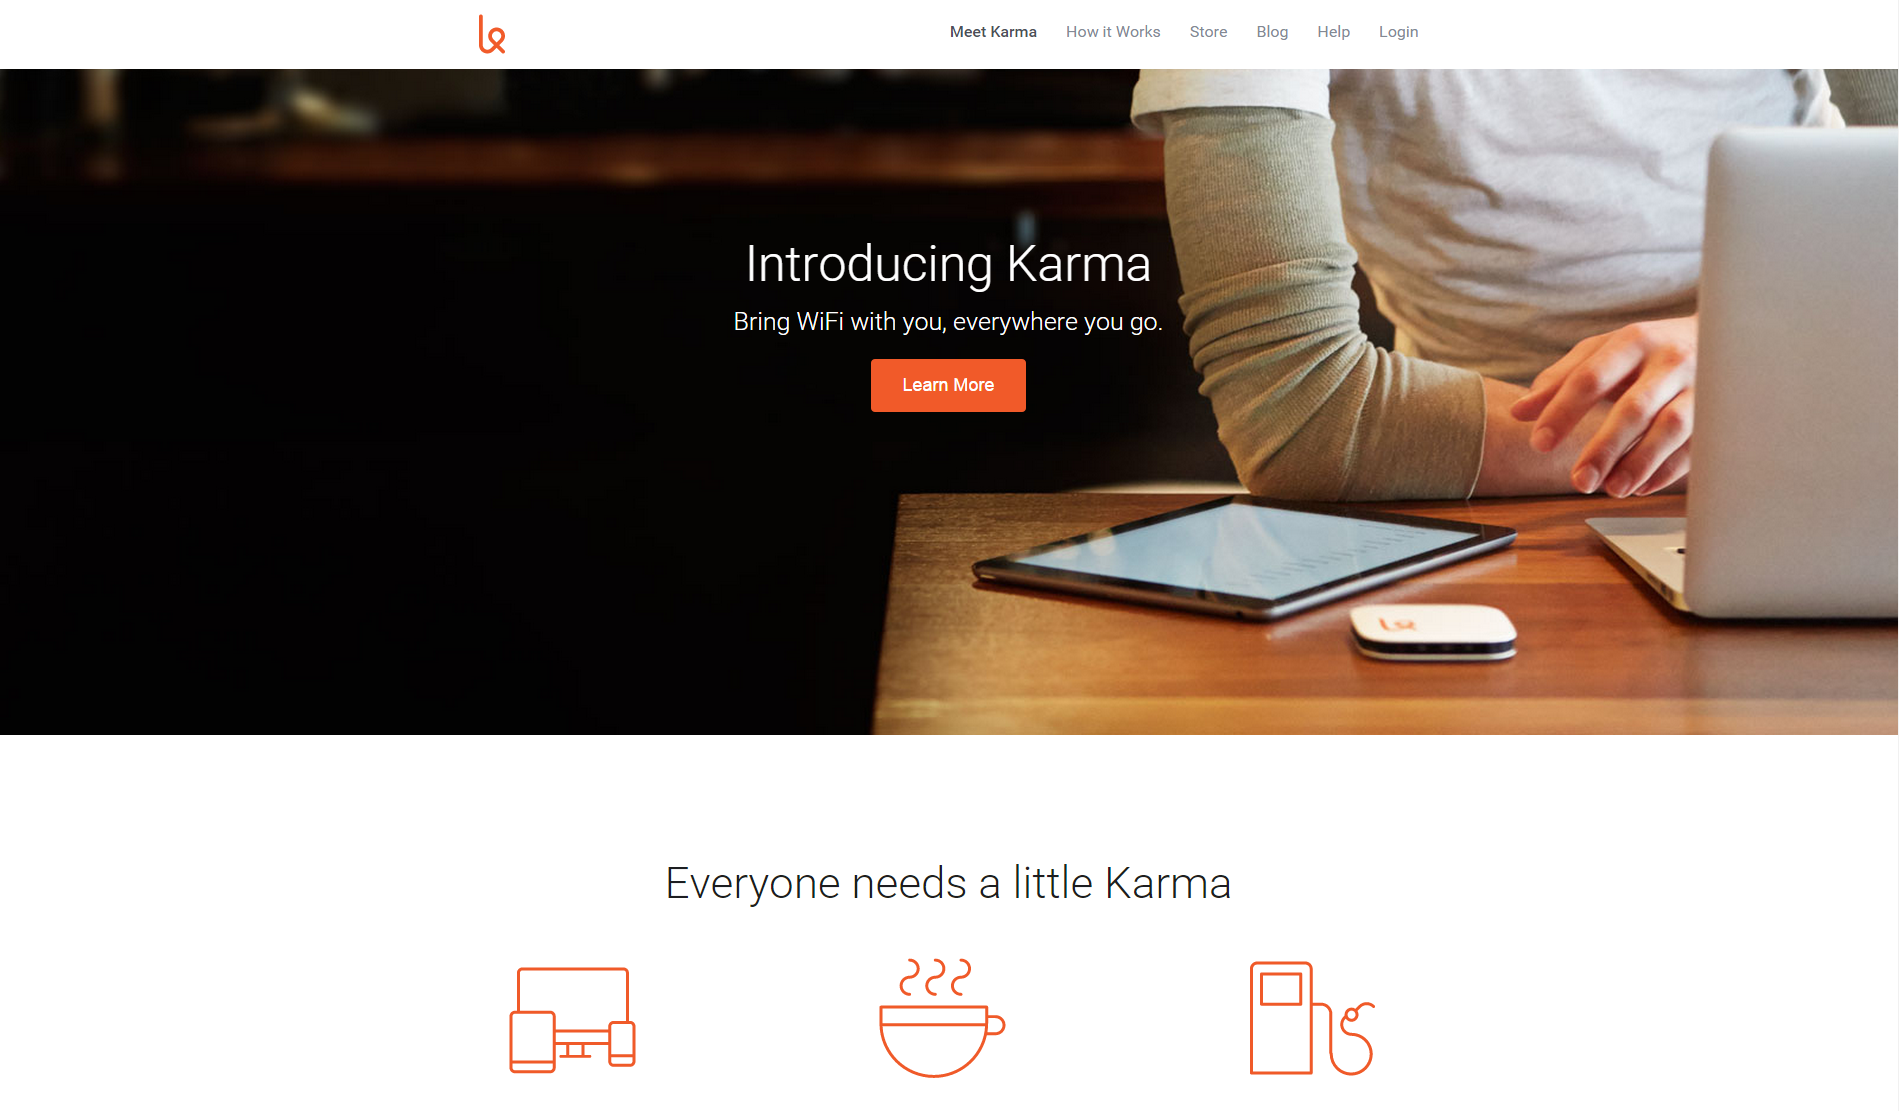 Meet Karma
How it Works
Store
Blog
Help
Login
Introducing Karma
Bring WiFi with you, everywhere you go.
Learn More
Everyone needs a little Karma